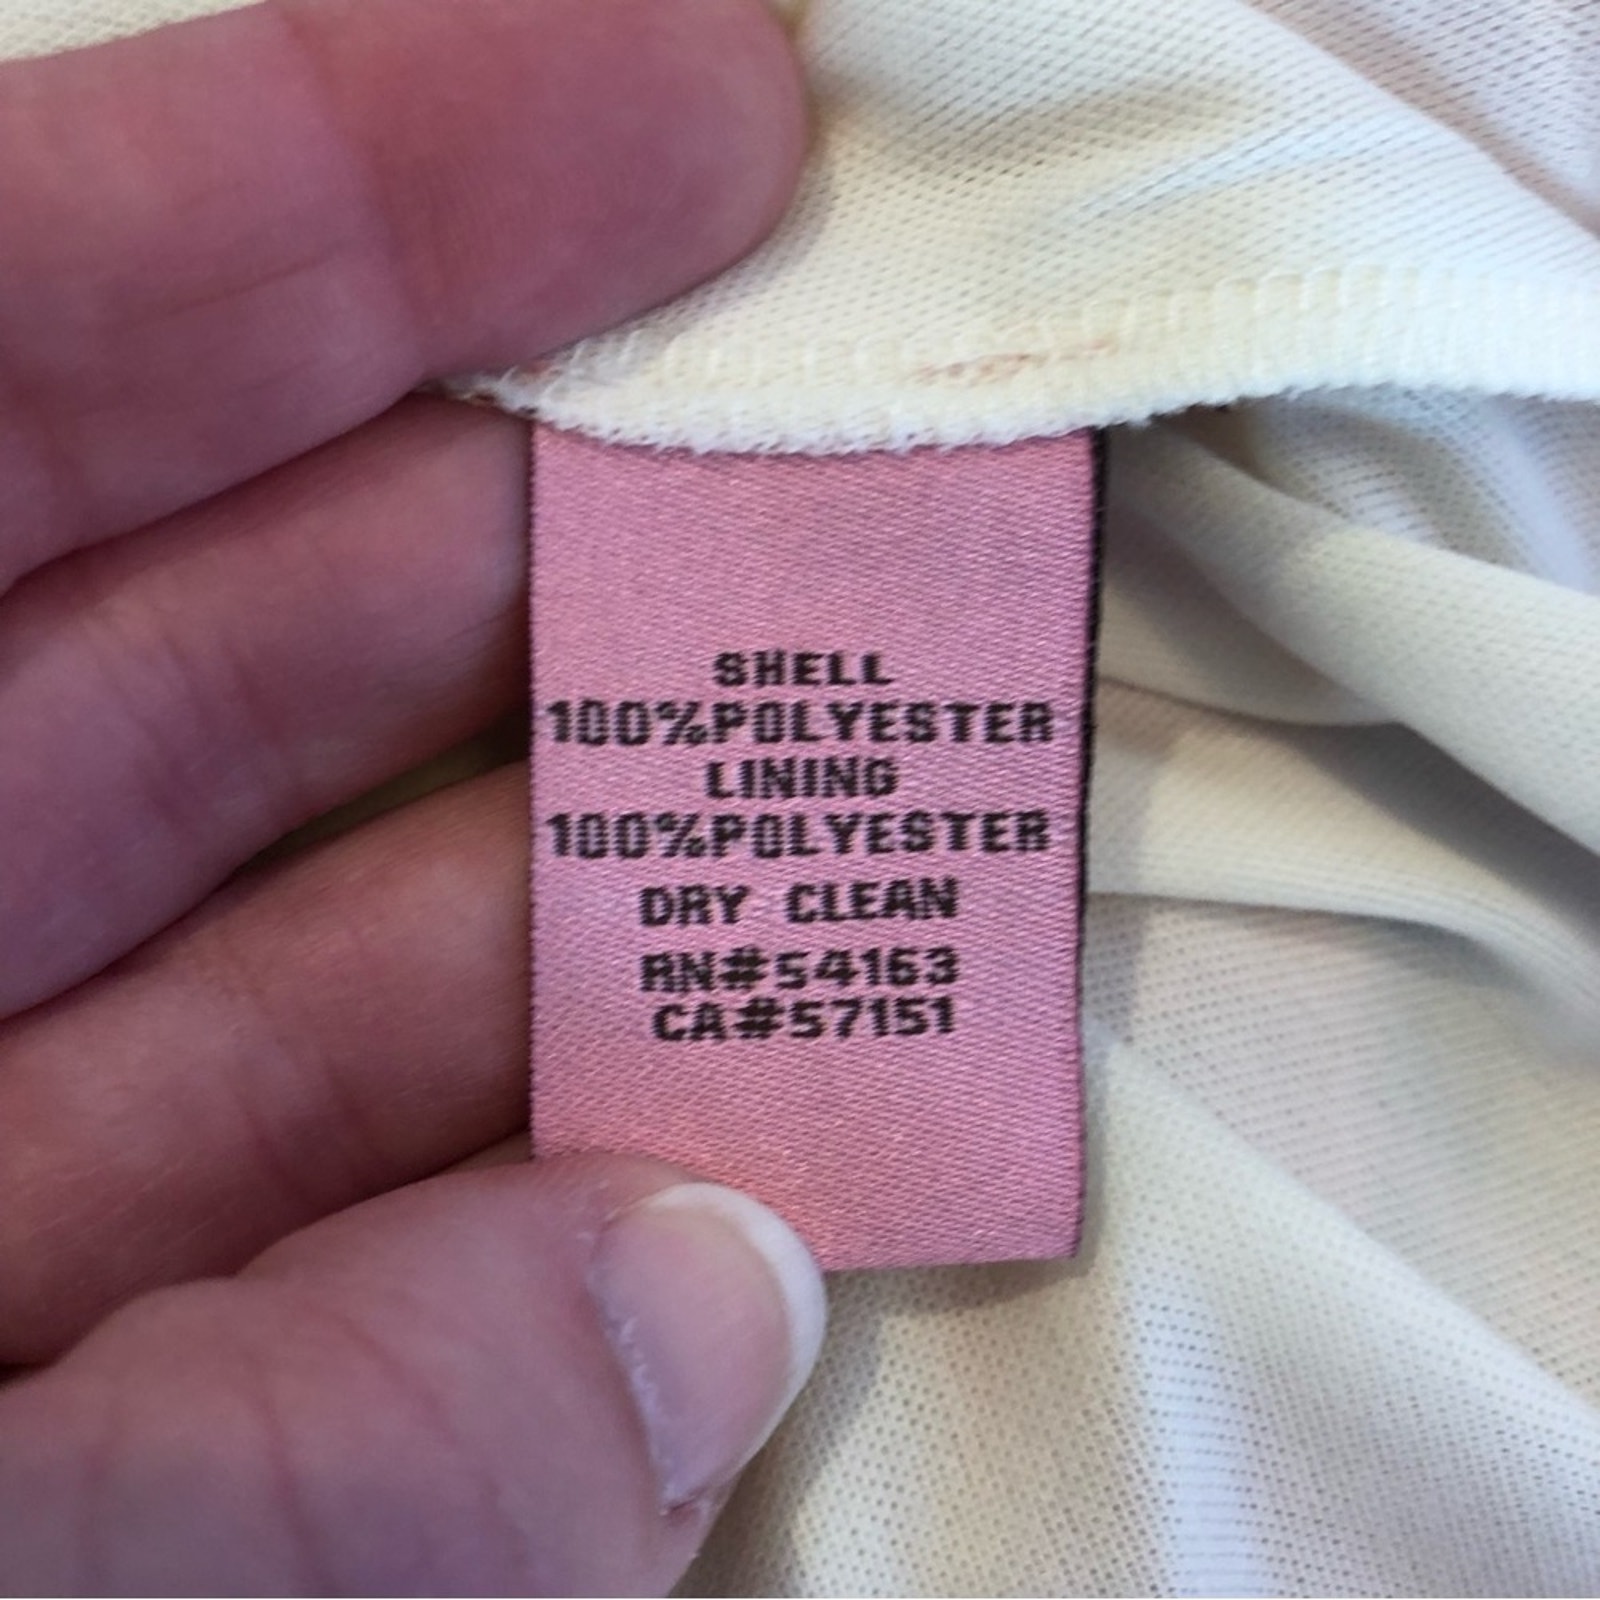 SHELL
100%POLYESTER
LINING
100%POLYESTER
DRY CLEAN
RN#54163
CA#57151